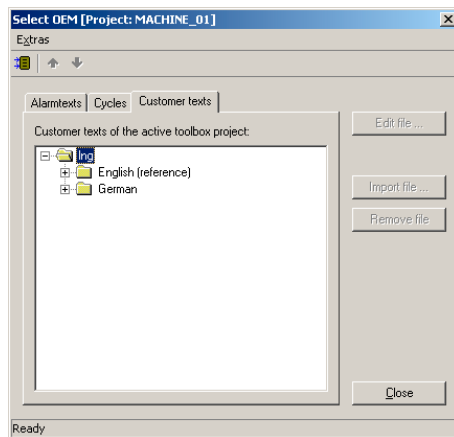 Select OEM [Project: MACHINE_01]
Extras
Alarmtexts Cycles Customer texts
Edit file ...
Customer texts of the active toolbox project:
lng
English (reference)
German
Import file ...
Remove file
Close
Ready